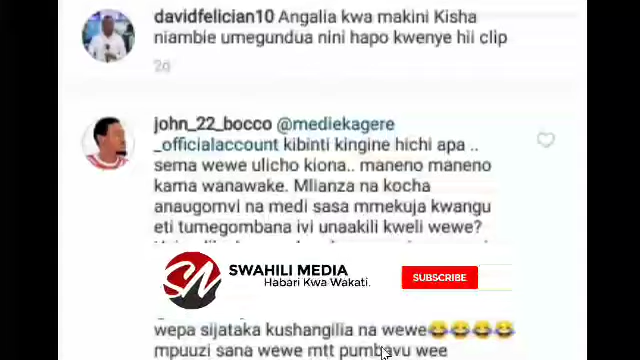 davidfelician10 Angalia kwa makini Kisha
niambie umegundua nini hapo kwenye hii clip
2d
john_22_bocco @mediekagere
_officialaccount kibinti kingine hichi apa ..
sema wewe ulicho kiona.. maneno maneno
kama wanawake. Mlianza na kocha
anaugomvi na medi sasa mmekuja kwangu
eti tumegombana ivi unaakili kweli wewe?
SWAHILI MEDIA
Habari Kwa Wakati.
SUBSCRIBE
wepa sijataka kushangilia na wewe😂😂😂😂
mpuuzi sana wewe mtt pumbavu wee